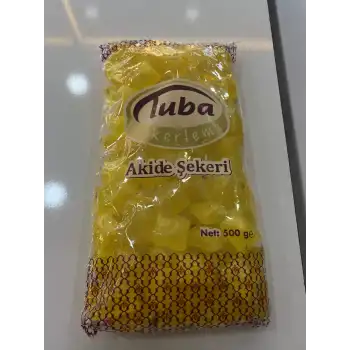 Tuba
Akide Şekeri
Net: 500 gr